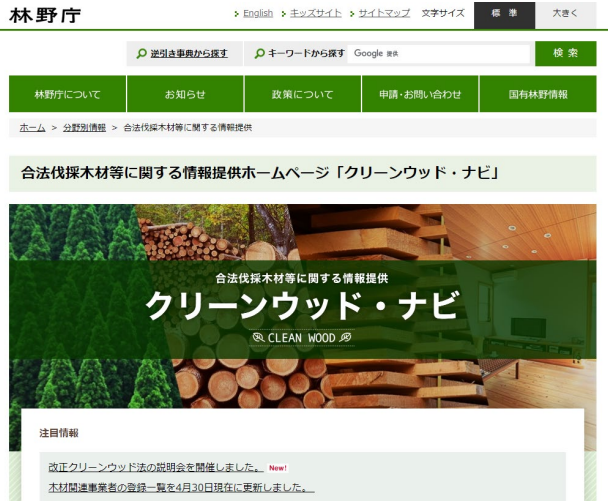 林野庁
English キッズサイト サイトマップ 文字サイズ 標準 大きく
逆引き事典から探す キーワードから探す Google 提供 検索
林野庁について お知らせ 政策について 申請・お問い合わせ 国有林野情報
ホーム > 分野別情報 > 合法伐採木材等に関する情報提供
合法伐採木材等に関する情報提供ホームページ「クリーンウッド・ナビ」
合法伐採木材等に関する情報提供
クリーンウッド・ナビ
CLEAN WOOD
注目情報
改正クリーンウッド法の説明会を開催しました。 New!
木材関連事業者の登録一覧を4月30日現在に更新しました。